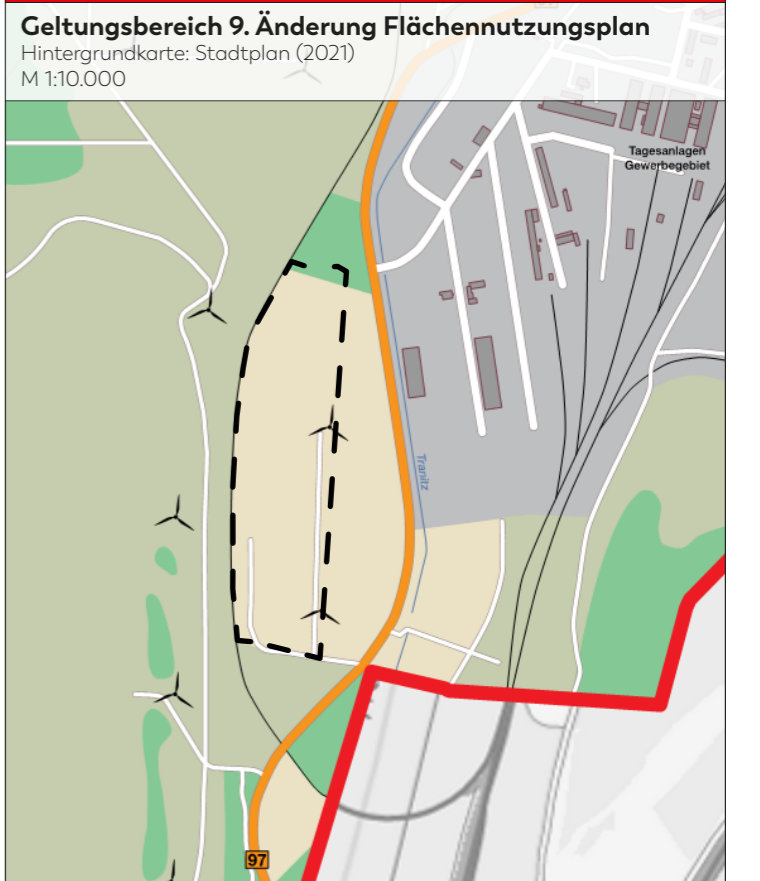 Geltungsbereich 9. Änderung Flächennutzungsplan
Hintergrundkarte: Stadtplan (2021)
M 1:10.000
Tagesanlagen
Gewerbegebiet
Tranitz
97